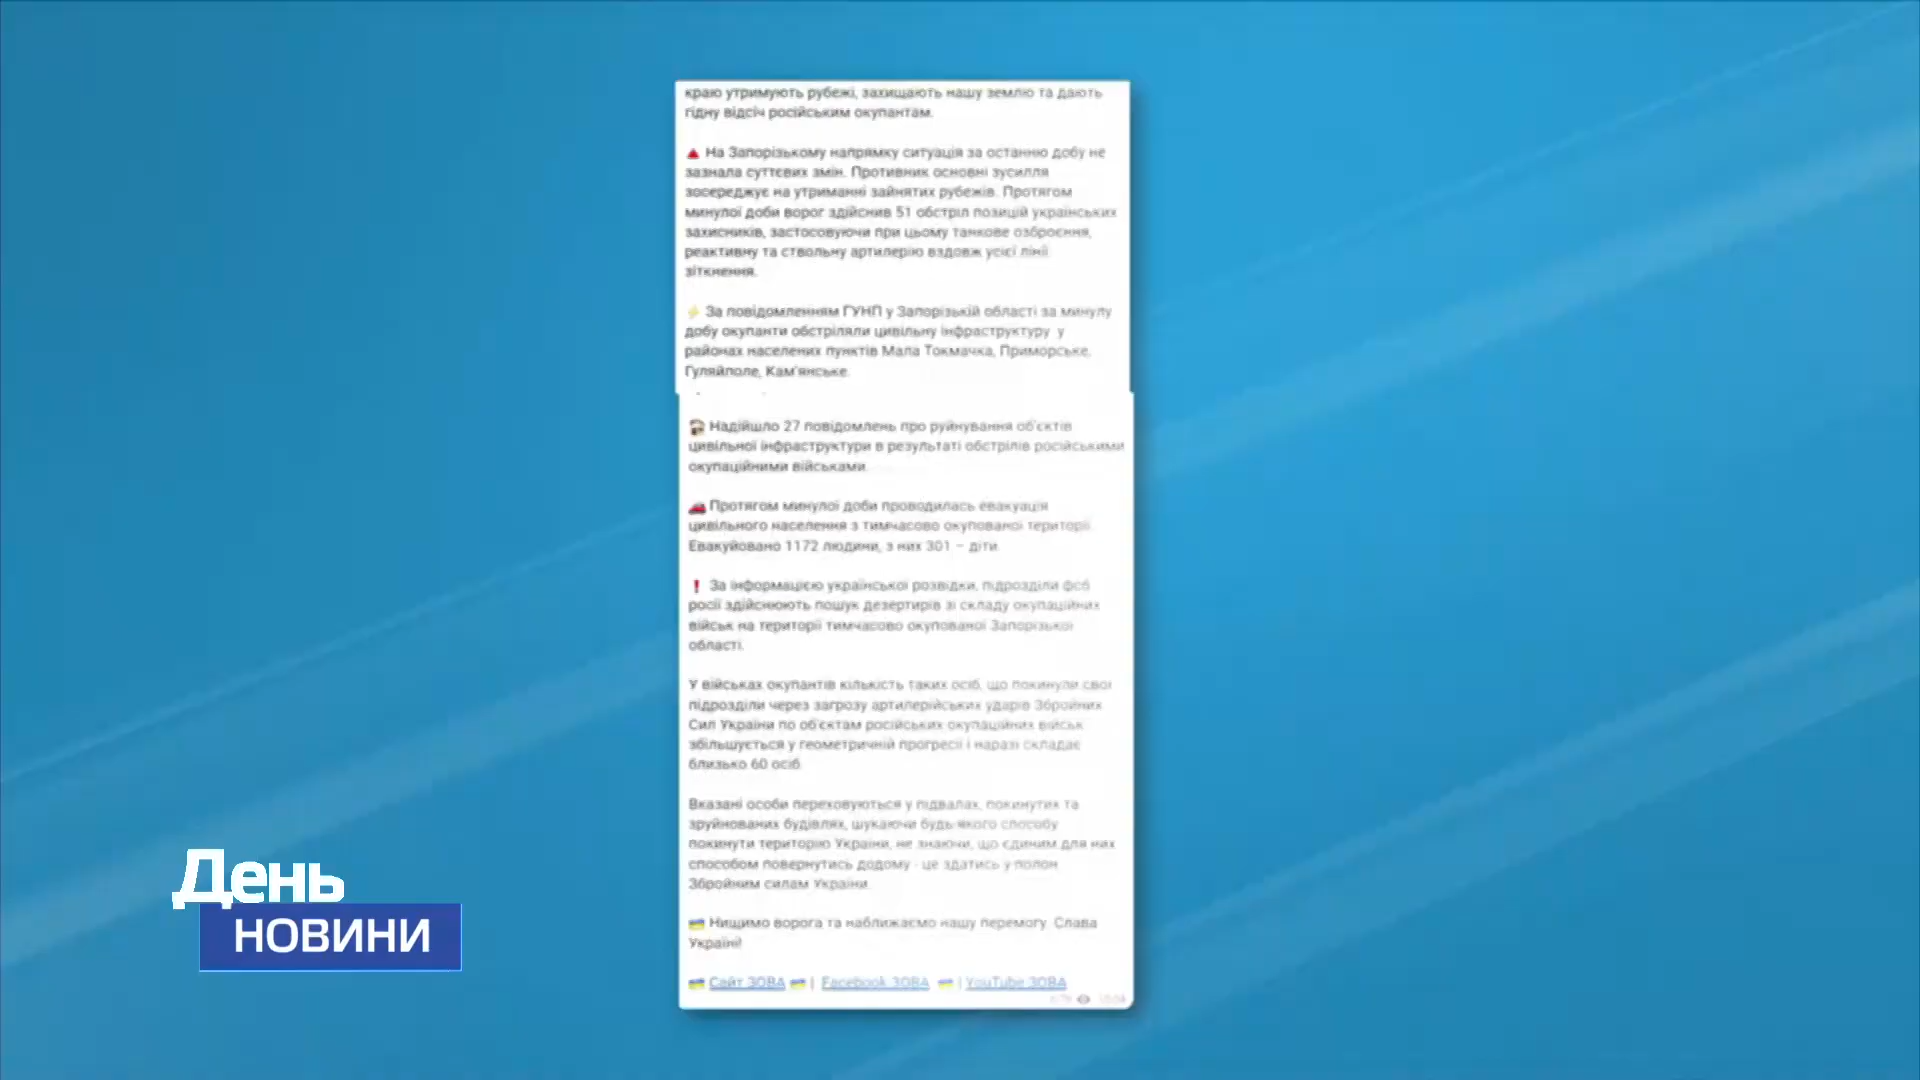 краю утримують рубежі, захищають нашу землю та дають
гідну відсіч російським окупантам.
На Запорізькому напрямку ситуація за останню добу не
зазнала суттєвих змін. Противник основні зусилля
зосереджує на утриманні зайнятих рубежів. Протягом
минулої доби ворог здійснив 51 обстріл позицій українських
захисників, застосовуючи при цьому танкове озброєння,
реактивну та ствольну артилерію вздовж усієї лінії
зіткнення.
За повідомленням ГУНП у Запорізькій області за минулу
добу окупанти обстріляли цивільну інфраструктуру у
районах населених пунктів Мала Токмачка, Приморське,
Гуляйполе, Кам'янське.
Надійшло 27 повідомлень про руйнування об'єктів
цивільної інфраструктури в результаті обстрілів російськими
окупаційними військами.
Протягом минулої доби проводилась евакуація
цивільного населення з тимчасово окупованої території.
Евакуйовано 1172 людини, з них 301 – діти.
За інформацією української розвідки, підрозділи фсб
росії здійснюють пошук дезертирів зі складу окупаційних
військ на території тимчасово окупованої Запорізької
області.
У військах окупантів кількість таких осіб, що покинули свої
підрозділи через загрозу артилерійських ударів Збройних
Сил України по об'єктам російських окупаційних військ
збільшується у геометричній прогресії і наразі складає
близько 60 осіб.
Вказані особи переховуються у підвалах, покинутих та
зруйнованих будівлях, шукаючи будь якого способу
покинути територію України, не знаючи, що єдиним для них
способом повернутись додому - це здатись у полон
Збройним силам України.
Нищимо ворога та наближаємо нашу перемогу. Слава
Україні!
Сайт ЗОВА | Facebook ЗОВА | YouTube ЗОВА
День
НОВИНИ